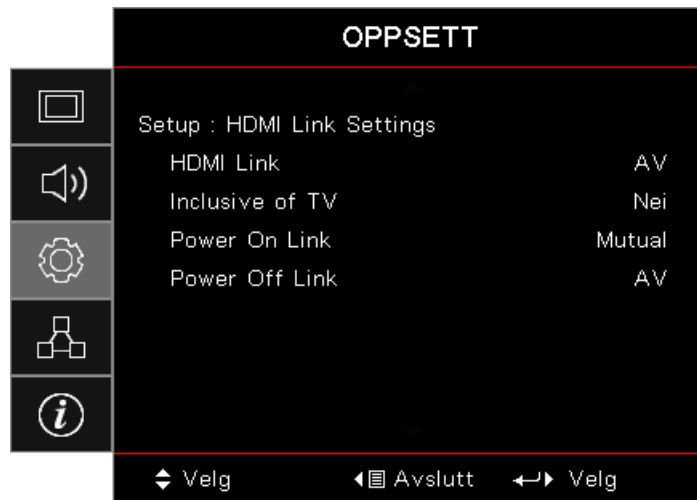 OPPSETT
Setup : HDMI Link Settings
HDMI Link AV
Inclusive of TV Nei
Power On Link Mutual
Power Off Link AV
Velg Avslutt Velg